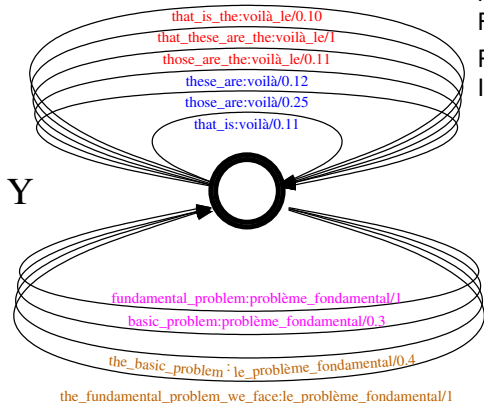 that_is_the:voilà_le/0.10
that_these_are_the:voilà_le/1
those_are_the:voilà_le/0.11
these_are:voilà/0.12
those_are:voilà/0.25
that_is:voilà/0.11
Y
fundamental_problem:problème_fondamental/1
basic_problem:problème_fondamental/0.3
the_basic_problem:le_problème_fondamental/0.4
the_fundamental_problem_we_face:le_problème_fondamental/1